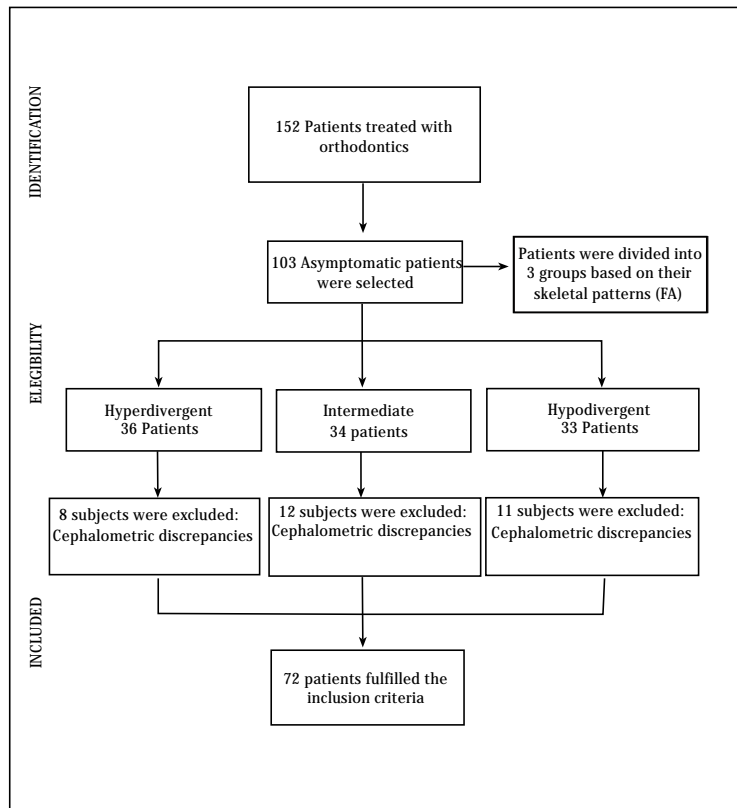 IDENTIFICATION
152 Patients treated with
orthodontics
ELEGIBILITY
103 Asymptomatic patients
were selected
Patients were divided into
3 groups based on their
skeletal patterns (FA)
Hyperdivergent
36 Patients
Intermediate
34 patients
Hypodivergent
33 Patients
8 subjects were excluded:
Cephalometric discrepancies
12 subjects were excluded:
Cephalometric discrepancies
11 subjects were excluded:
Cephalometric discrepancies
INCLUDED
72 patients fulfilled the
inclusion criteria